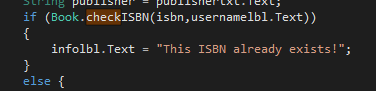 String publisher = publishertxt.Text;
if (Book.checkISBN(isbn,usernamelbl.Text))
{
infolbl.Text = "This ISBN already exists!";
}
else {